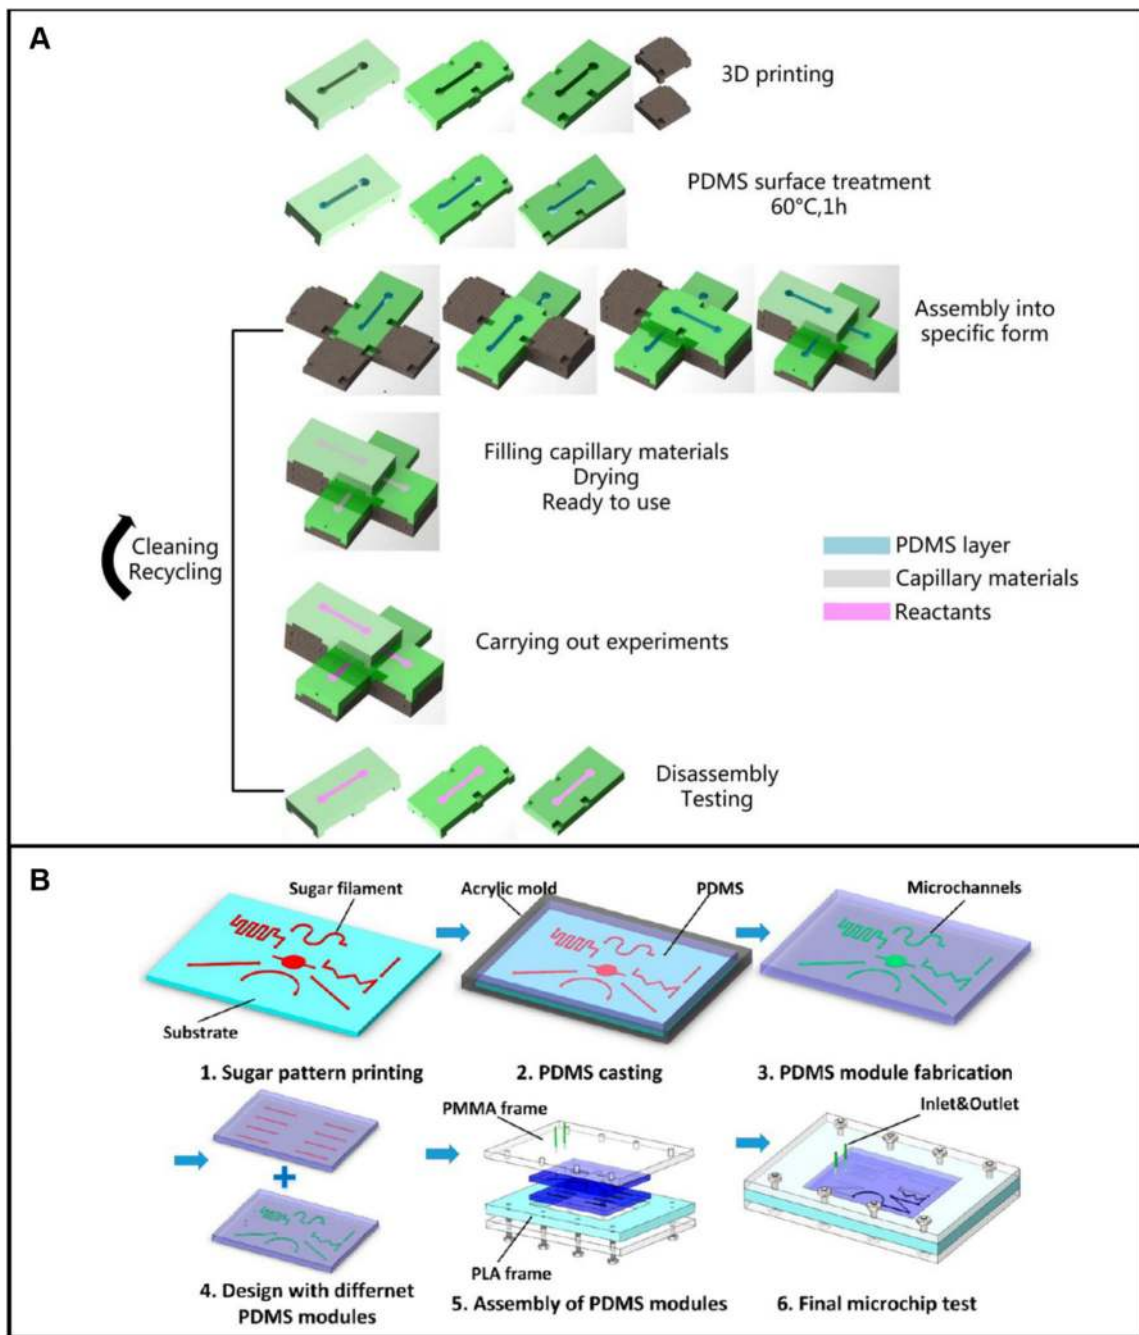 A
3D printing
PDMS surface treatment
60°C,1h
Assembly into
specific form
Filling capillary materials
Drying
Ready to use
Cleaning
Recycling
PDMS layer
Capillary materials
Reactants
Carrying out experiments
Disassembly
Testing
B
Sugar filament
Acrylic mold
PDMS
Microchannels
Substrate
1. Sugar pattern printing
2. PDMS casting
3. PDMS module fabrication
PMMA frame
Inlet&Outlet
PLA frame
4. Design with differnet
PDMS modules
5. Assembly of PDMS modules
6. Final microchip test